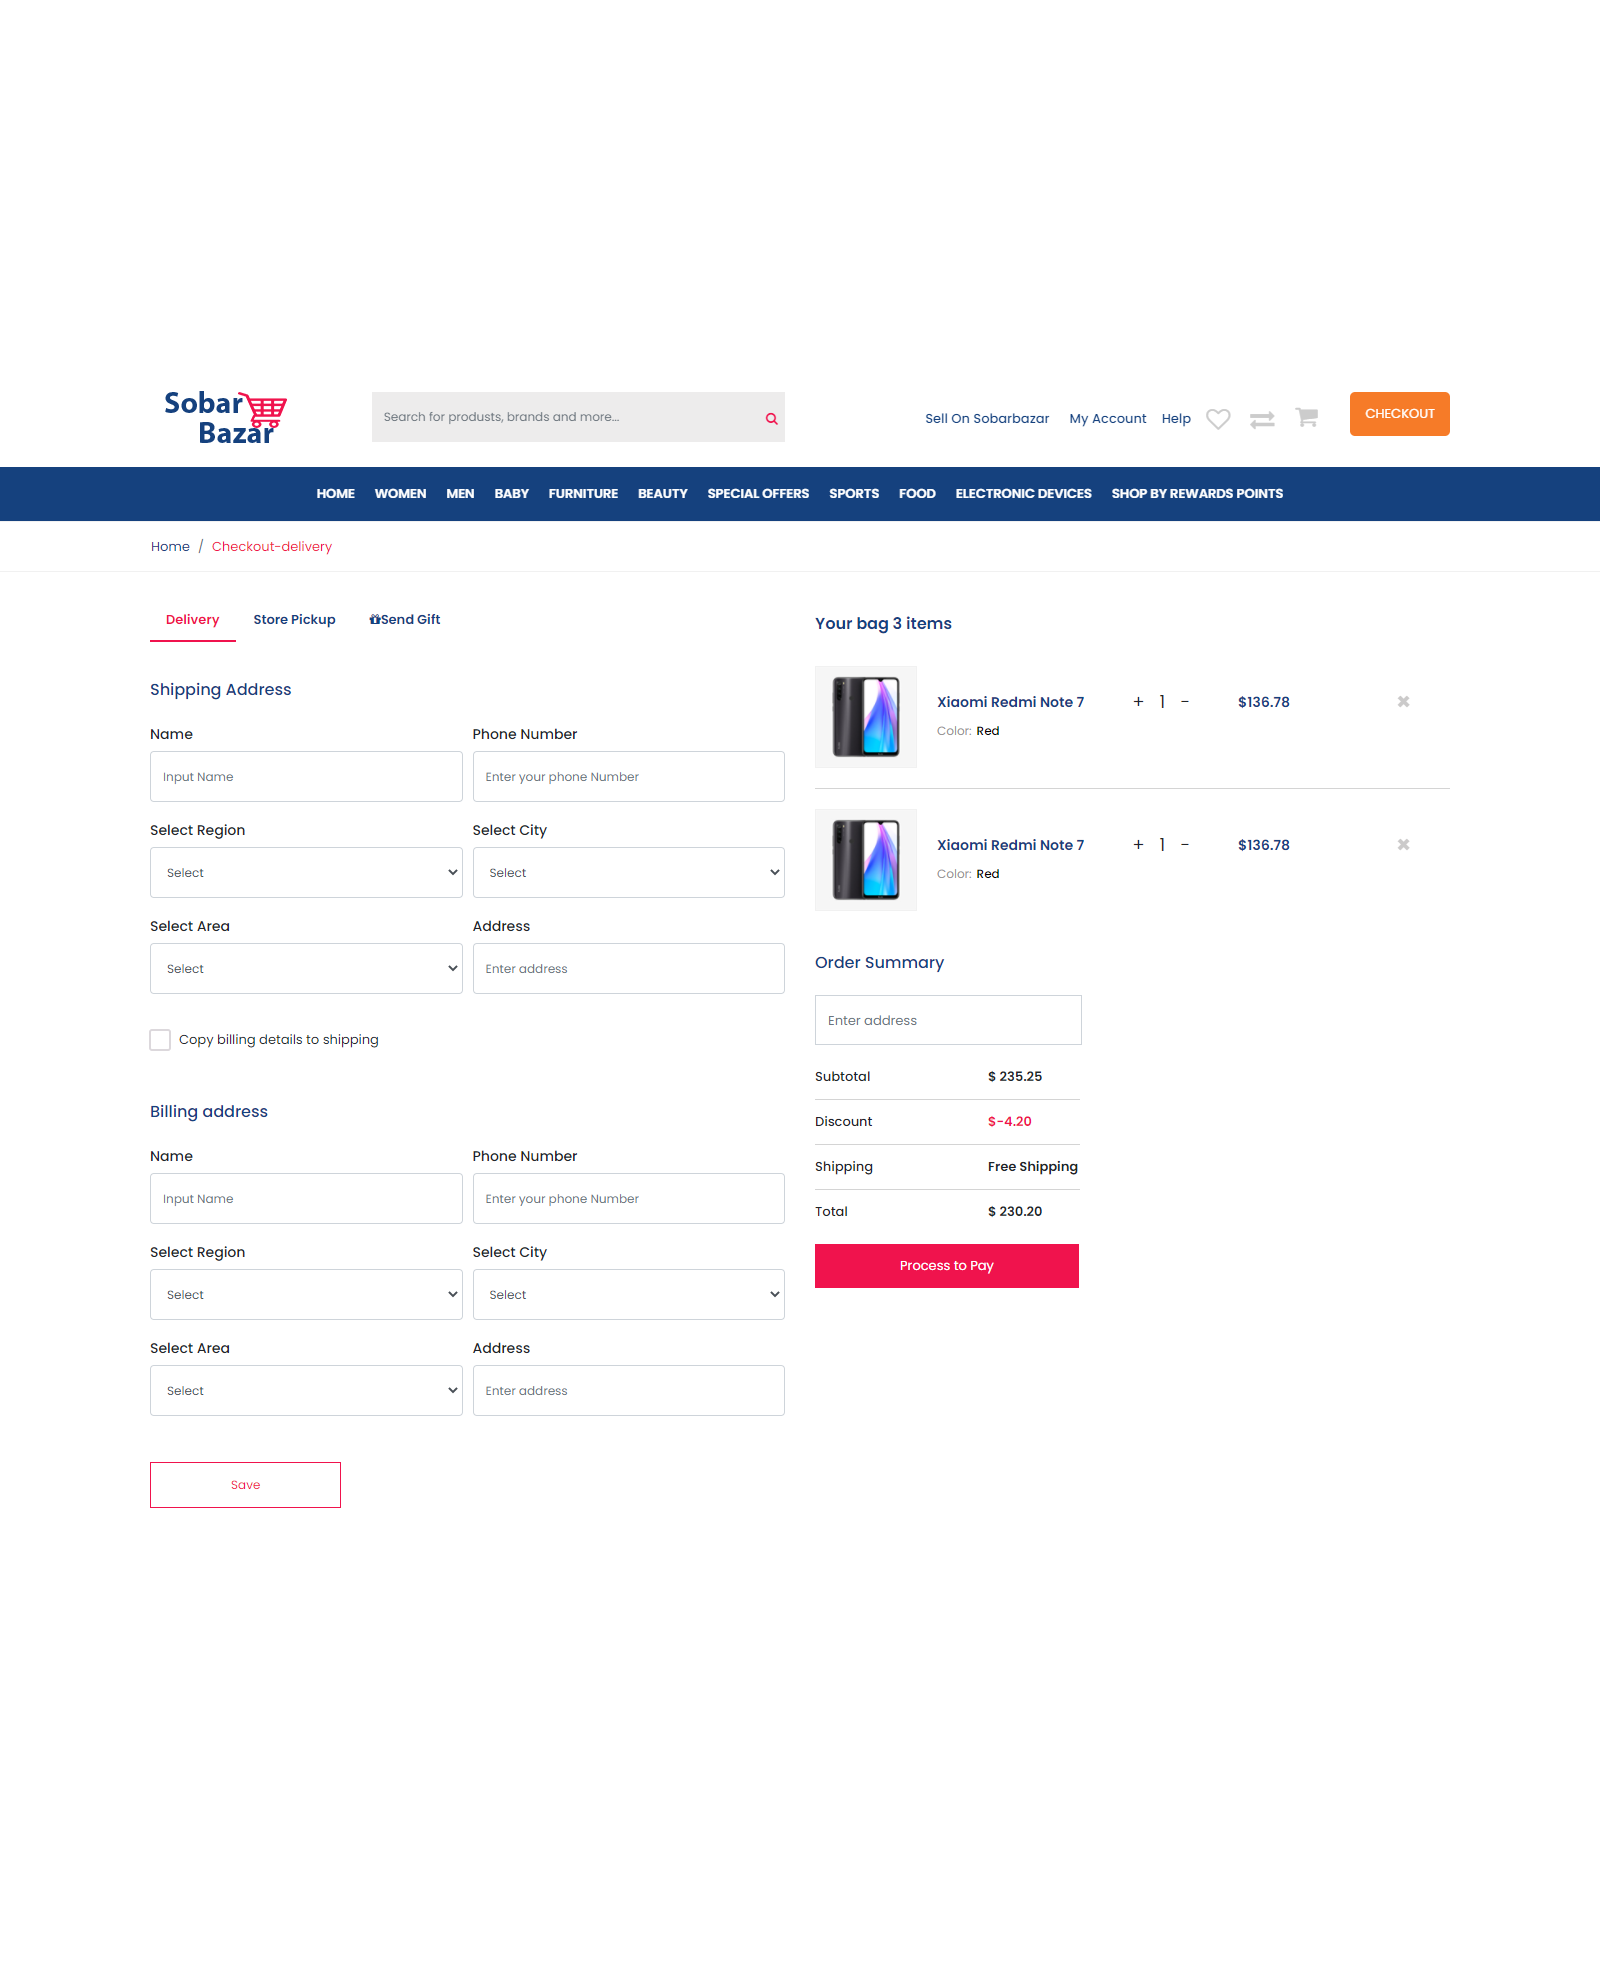 Sobar
Bazar
Search for produsts, brands and more...
Sell On Sobarbazar My Account Help
CHECKOUT
HOME WOMEN MEN BABY FURNITURE BEAUTY SPECIAL OFFERS SPORTS FOOD ELECTRONIC DEVICES SHOP BY REWARDS POINTS
Home / Checkout-delivery
Delivery Store Pickup Send Gift
Shipping Address
Name Phone Number
Input Name Enter your phone Number
Select Region Select City
Select Select
Select Area Address
Select Enter address
Copy billing details to shipping
Billing address
Name Phone Number
Input Name Enter your phone Number
Select Region Select City
Select Select
Select Area Address
Select Enter address
Save
Your bag 3 items
Xiaomi Redmi Note 7 + 1 - $136.78 ✖
Color: Red
Xiaomi Redmi Note 7 + 1 - $136.78 ✖
Color: Red
Order Summary
Enter address
Subtotal $ 235.25
Discount $-4.20
Shipping Free Shipping
Total $ 230.20
Process to Pay